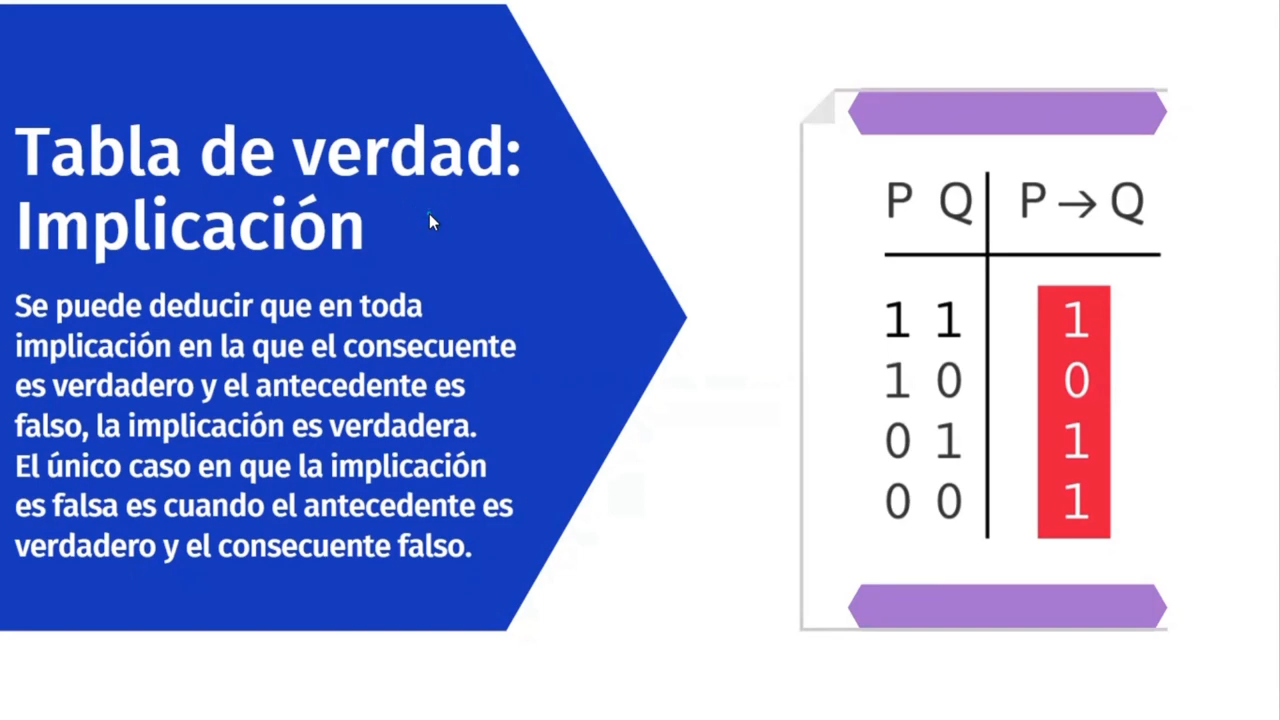 Tabla de verdad:
Implicación
Se puede deducir que en toda
implicación en la que el consecuente
es verdadero y el antecedente es
falso, la implicación es verdadera.
El único caso en que la implicación
es falsa es cuando el antecedente es
verdadero y el consecuente falso.
P Q P → Q
1 1 1
1 0 0
0 1 1
0 0 1